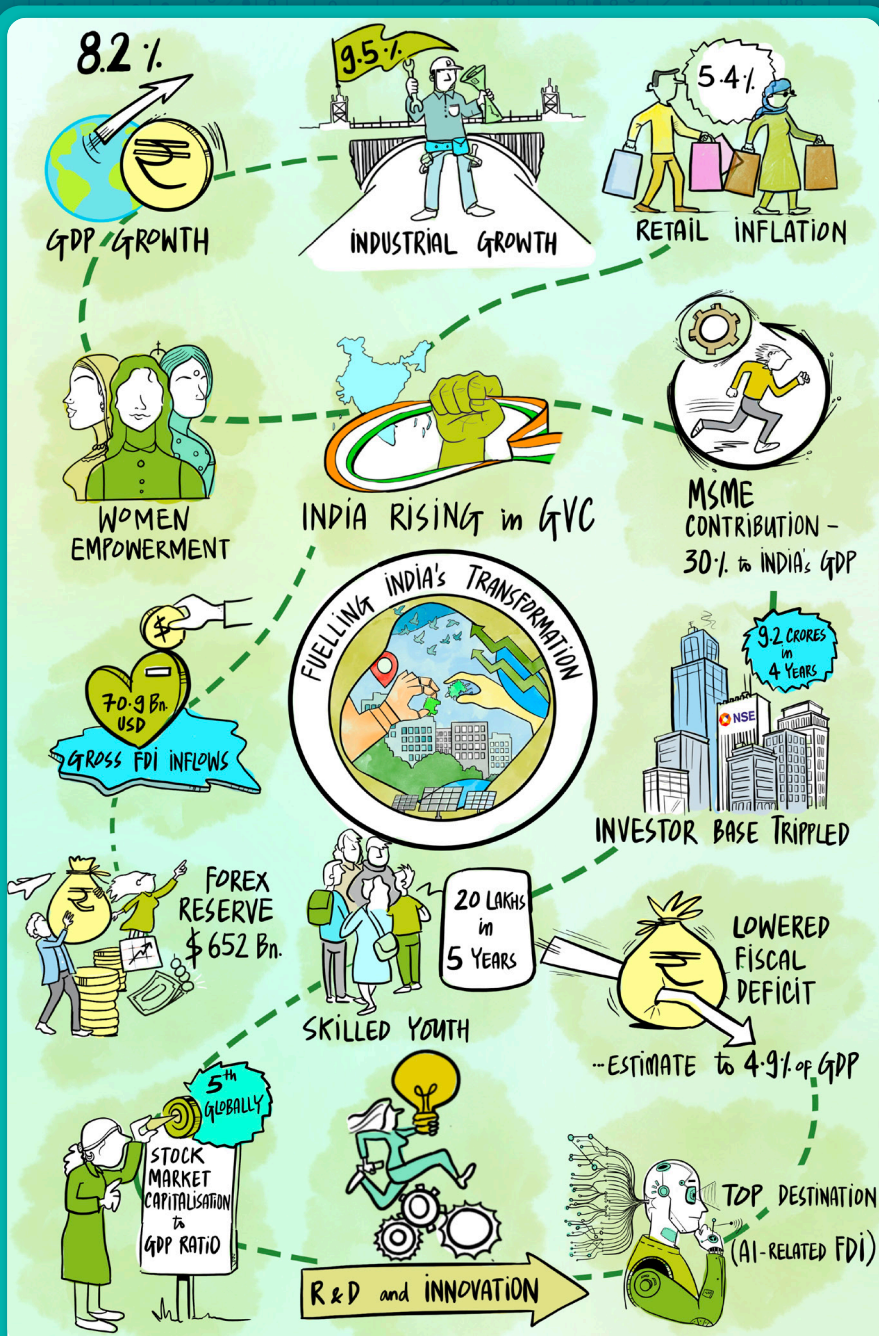 8.2%
GDP GROWTH
9.5%
INDUSTRIAL GROWTH
5.4%
RETAIL INFLATION
WOMEN
EMPOWERMENT
INDIA RISING in GVC
MSME
CONTRIBUTION -
30% to INDIA's GDP
70.9 Bn.
USD
GROSS FDI INFLOWS
FUELLING INDIA's TRANSFORMATION
9.2 CRORES
in
4 YEARS
NSE
INVESTOR BASE TRIPPLED
FOREX
RESERVE
$ 652 Bn.
20 LAKHS
in
5 YEARS
SKILLED YOUTH
LOWERED
FISCAL
DEFICIT
...ESTIMATE to 4.9% of GDP
5th
GLOBALLY
STOCK
MARKET
CAPITALISATION
to
GDP RATIO
R & D and INNOVATION
TOP DESTINATION
(AI-RELATED FDI)